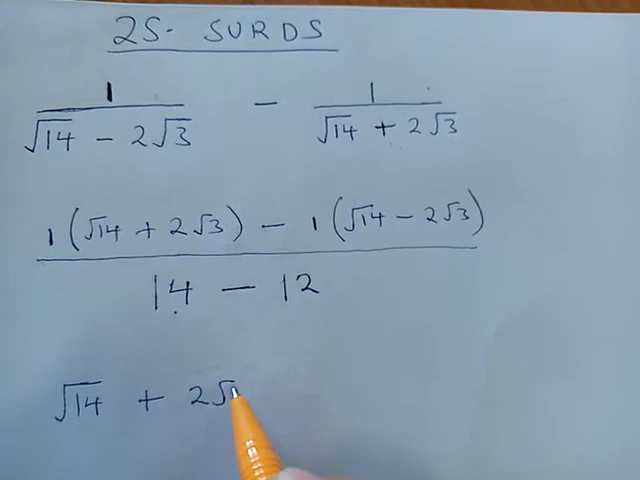 2S. SURDS
1/(√14 − 2√3) − 1/(√14 + 2√3)
(1(√14 + 2√3) − 1(√14 − 2√3))/(14 − 12)
√14 + 2√